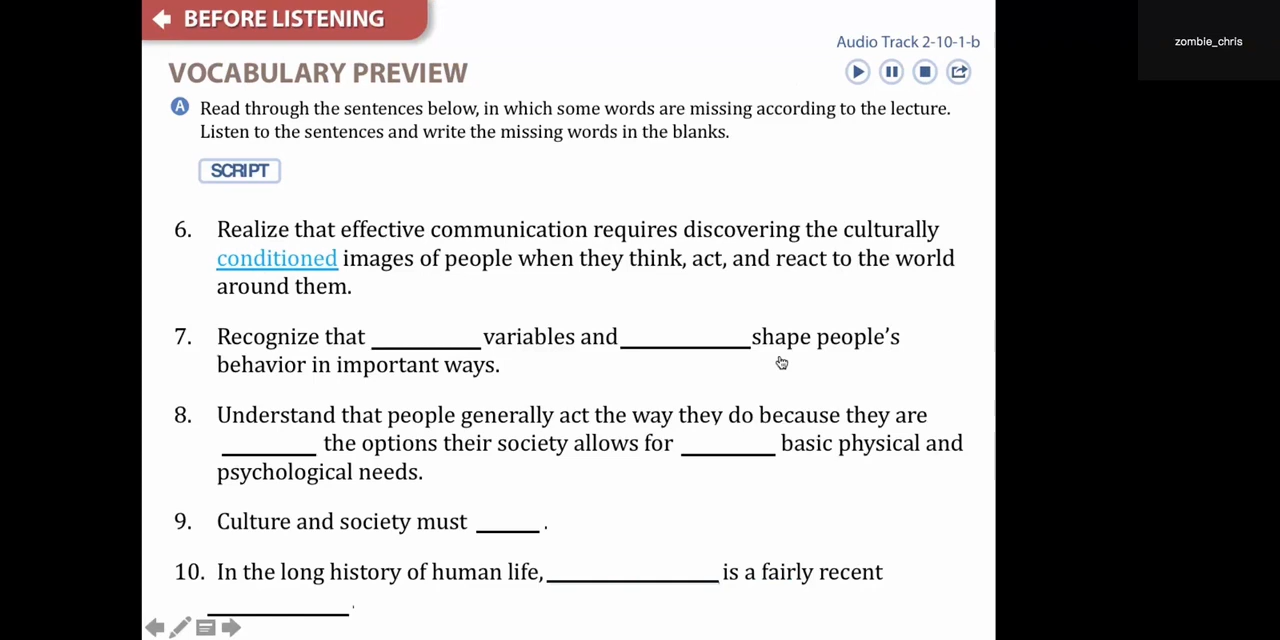 BEFORE LISTENING
zombie_chris
Audio Track 2-10-1-b
VOCABULARY PREVIEW
A Read through the sentences below, in which some words are missing according to the lecture.
Listen to the sentences and write the missing words in the blanks.
SCRIPT
6. Realize that effective communication requires discovering the culturally
conditioned images of people when they think, act, and react to the world
around them.
7. Recognize that __________ variables and ____________ shape people’s
behavior in important ways.
8. Understand that people generally act the way they do because they are
_________ the options their society allows for _________ basic physical and
psychological needs.
9. Culture and society must ______ .
10. In the long history of human life, ________________ is a fairly recent
_____________ .